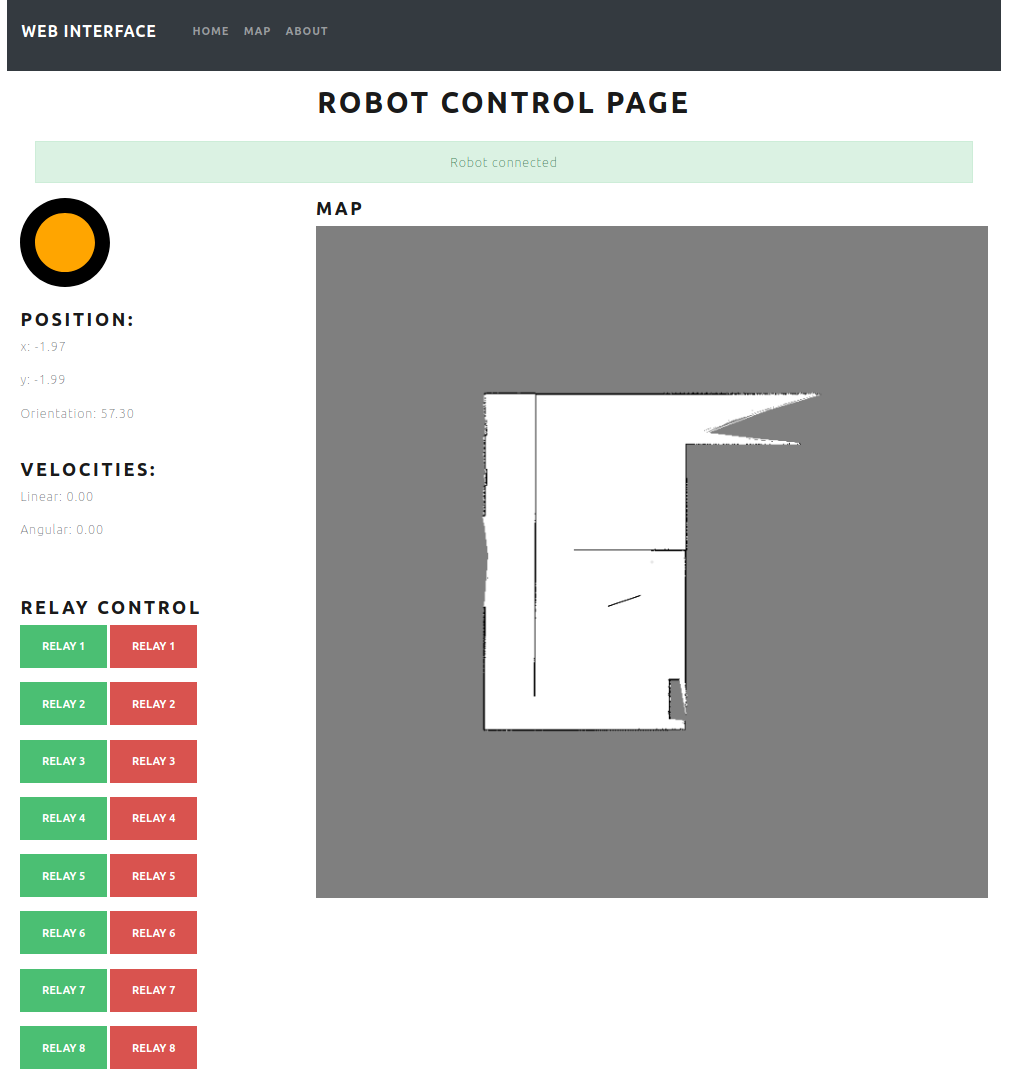 WEB INTERFACE HOME MAP ABOUT
ROBOT CONTROL PAGE
Robot connected
MAP
POSITION:
x: -1.97
y: -1.99
Orientation: 57.30
VELOCITIES:
Linear: 0.00
Angular: 0.00
RELAY CONTROL
RELAY 1 RELAY 1
RELAY 2 RELAY 2
RELAY 3 RELAY 3
RELAY 4 RELAY 4
RELAY 5 RELAY 5
RELAY 6 RELAY 6
RELAY 7 RELAY 7
RELAY 8 RELAY 8